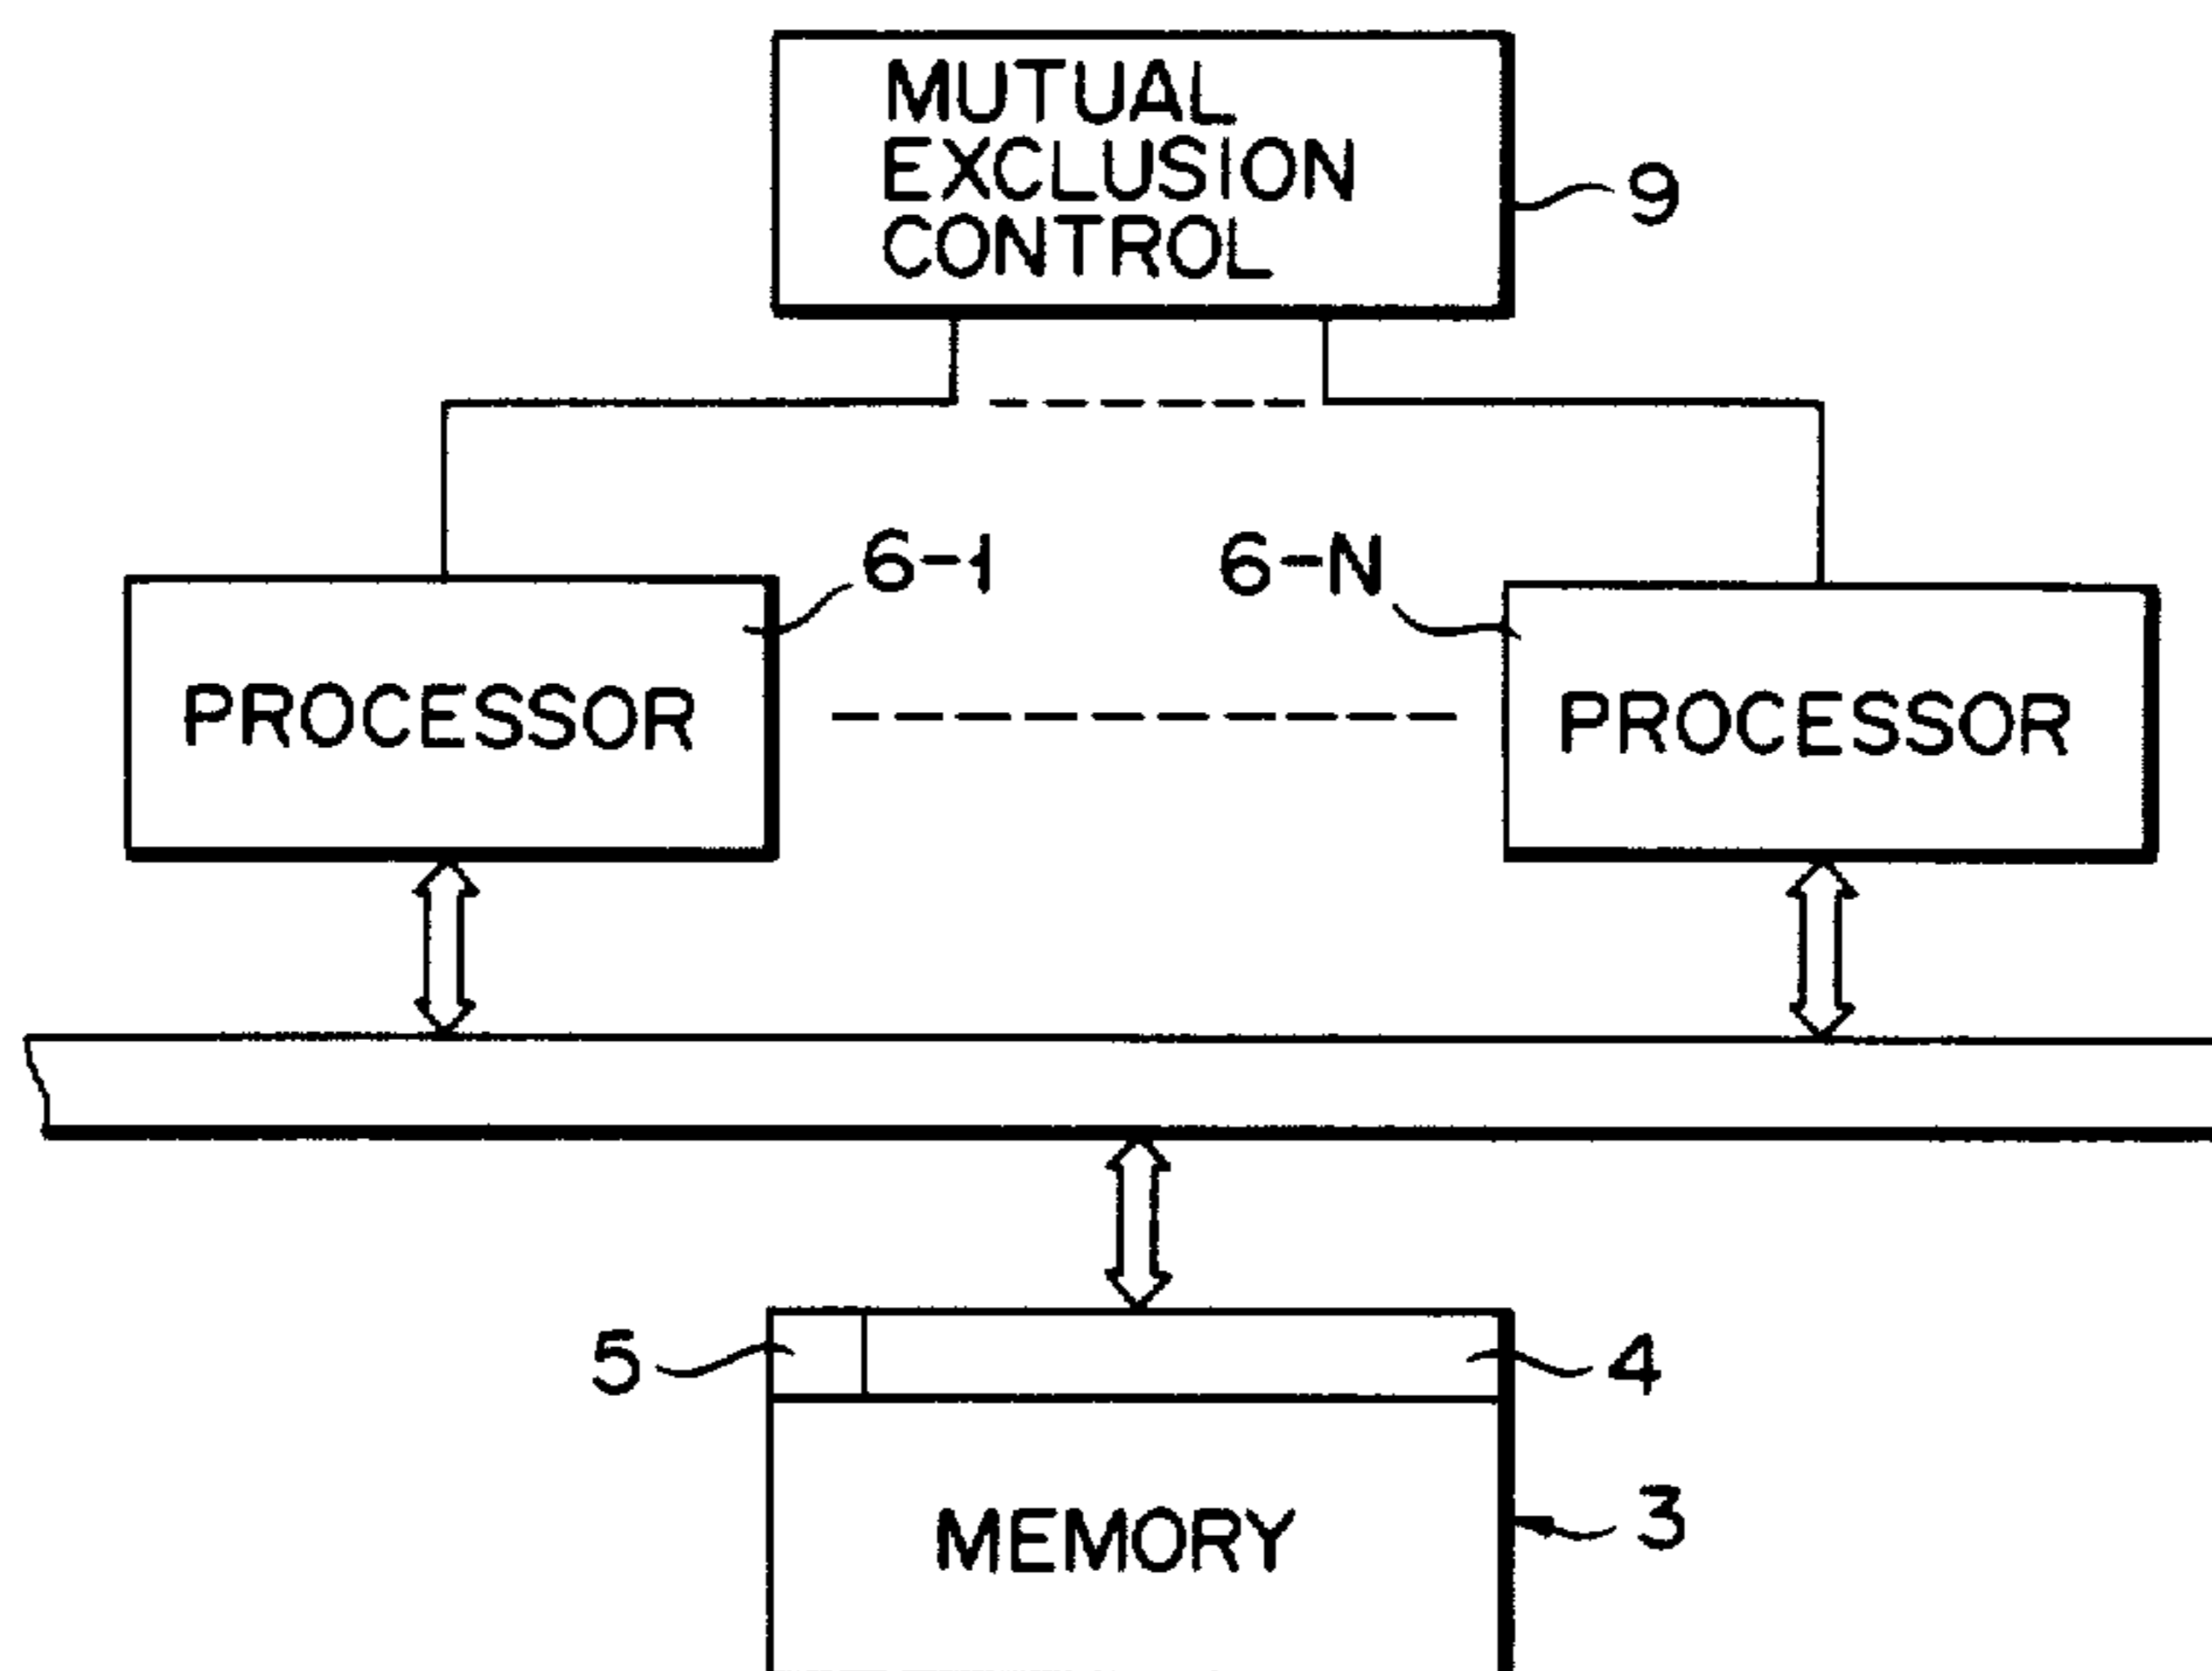 MUTUAL
EXCLUSION
CONTROL
9
6-1
6-N
PROCESSOR
PROCESSOR
5
4
MEMORY
3